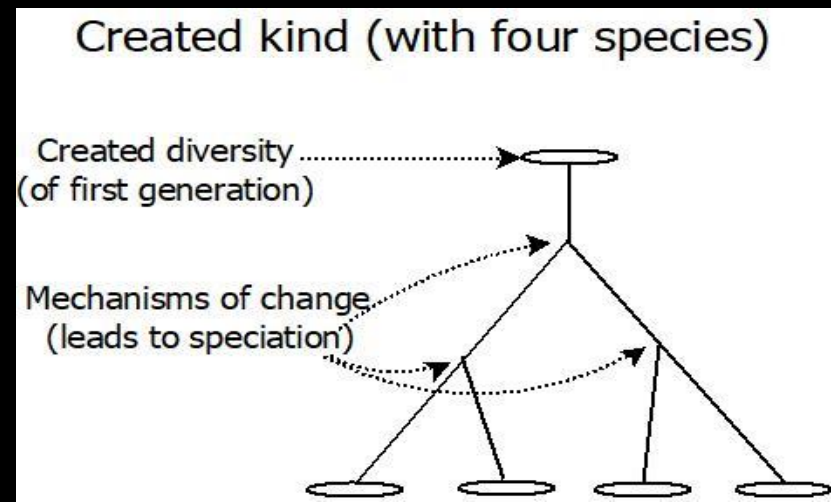 Created kind (with four species)
Created diversity
(of first generation)
Mechanisms of change
(leads to speciation)